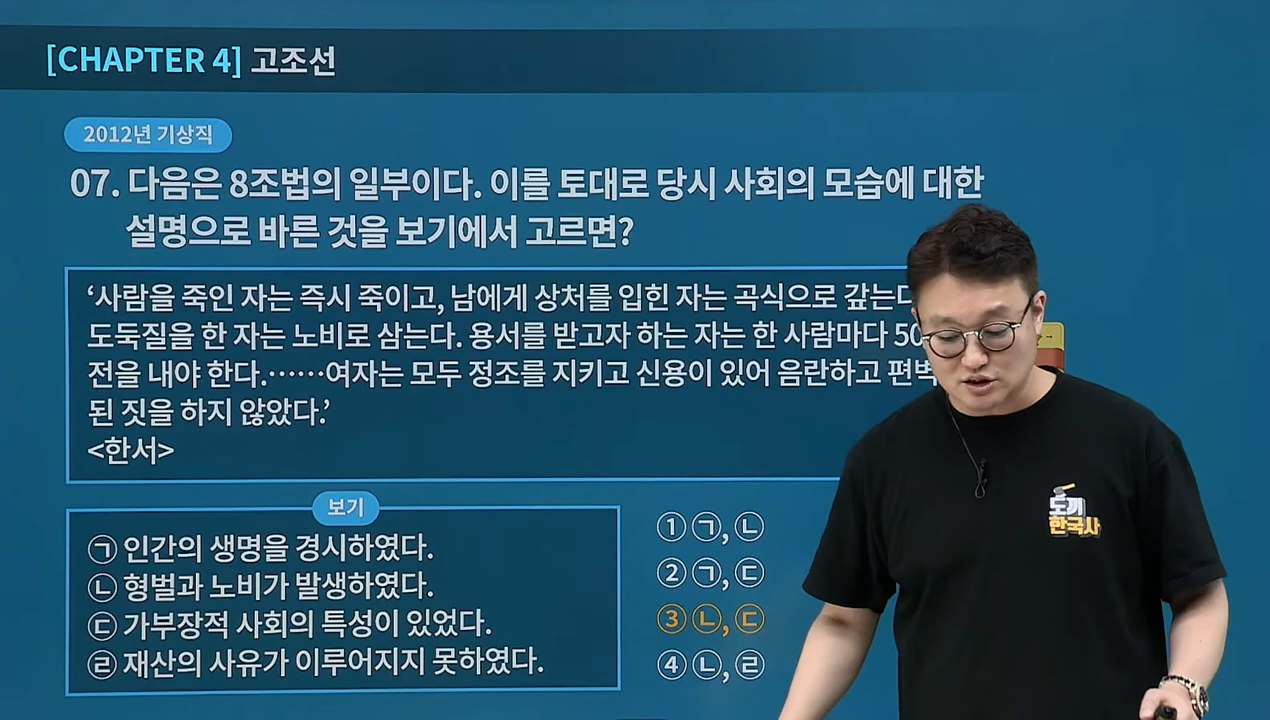 [CHAPTER 4] 고조선
2012년 기상직
07. 다음은 8조법의 일부이다. 이를 토대로 당시 사회의 모습에 대한
설명으로 바른 것을 보기에서 고르면?
‘사람을 죽인 자는 즉시 죽이고, 남에게 상처를 입힌 자는 곡식으로 갚는다
도둑질을 한 자는 노비로 삼는다. 용서를 받고자 하는 자는 한 사람마다 50
전을 내야 한다.……여자는 모두 정조를 지키고 신용이 있어 음란하고 편벽
된 짓을 하지 않았다.’
<한서>
보기
㉠ 인간의 생명을 경시하였다.
㉡ 형벌과 노비가 발생하였다.
㉢ 가부장적 사회의 특성이 있었다.
㉣ 재산의 사유가 이루어지지 못하였다.
① ㉠, ㉡
② ㉠, ㉢
③ ㉡, ㉢
④ ㉡, ㉣
도끼
한국사